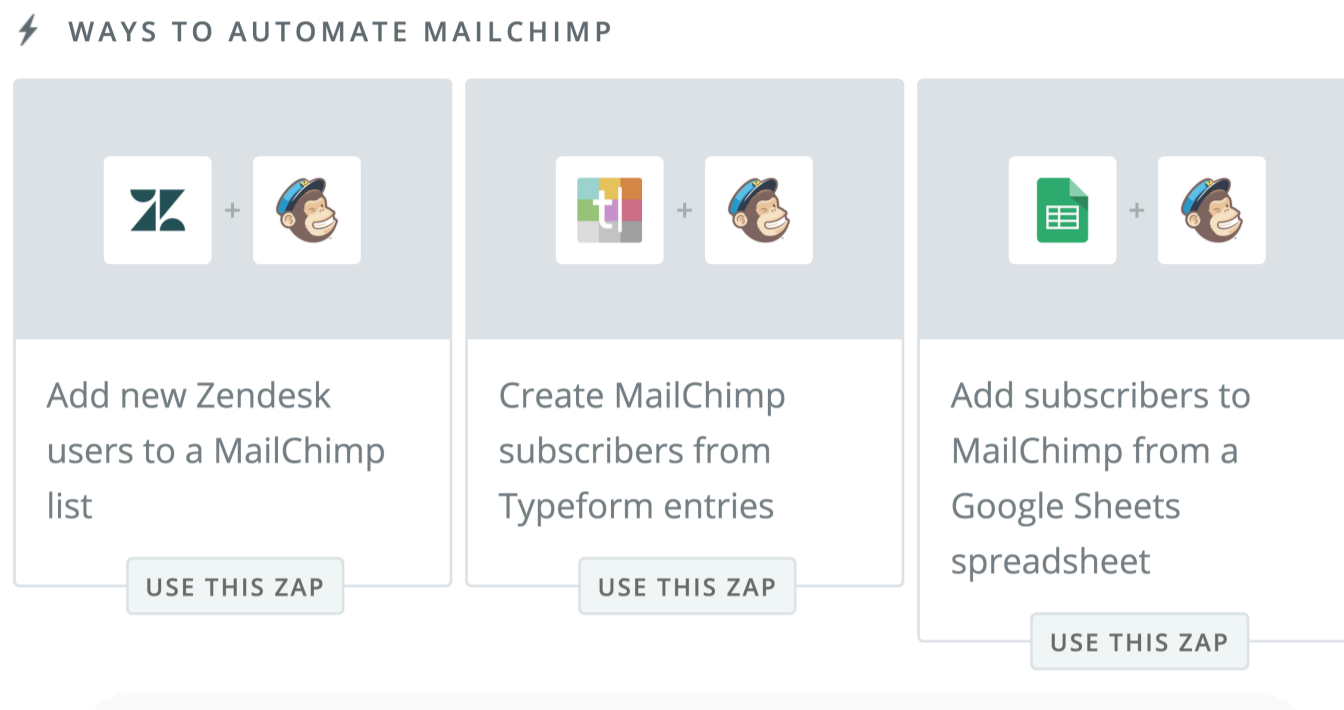 WAYS TO AUTOMATE MAILCHIMP
Add new Zendesk
users to a MailChimp
list
USE THIS ZAP
Create MailChimp
subscribers from
Typeform entries
USE THIS ZAP
Add subscribers to
MailChimp from a
Google Sheets
spreadsheet
USE THIS ZAP